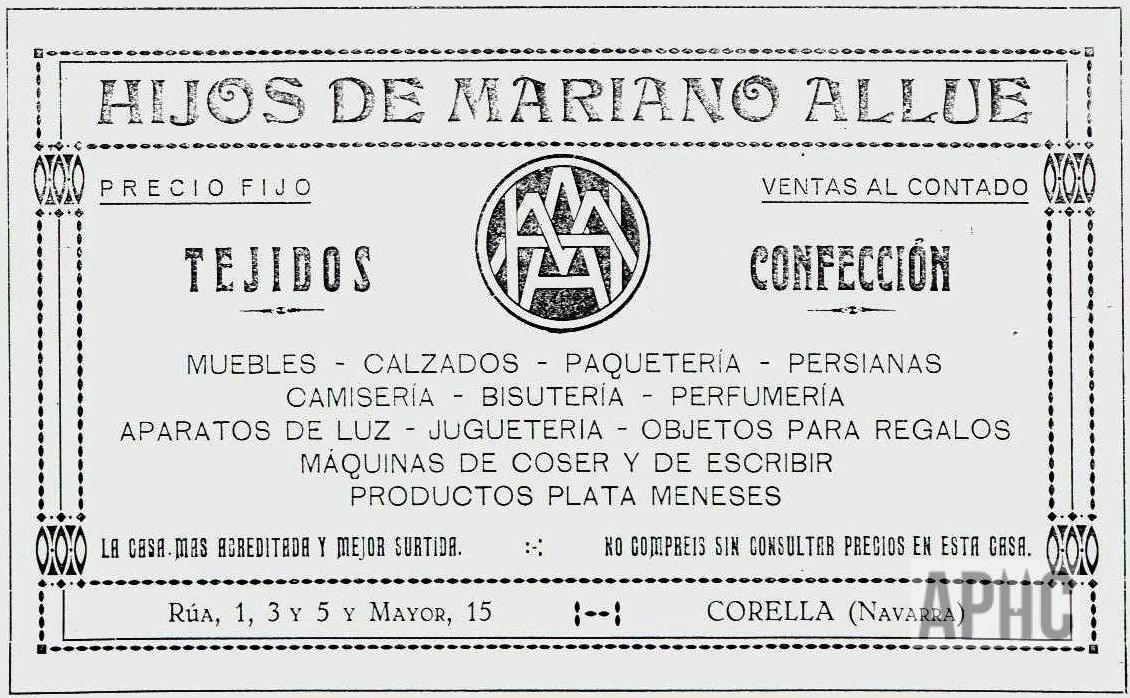 HIJOS DE MARIANO ALLUE
PRECIO FIJO
VENTAS AL CONTADO
TEJIDOS
CONFECCIÓN
MUEBLES - CALZADOS - PAQUETERÍA - PERSIANAS
CAMISERÍA - BISUTERÍA - PERFUMERÍA
APARATOS DE LUZ - JUGUETERIA - OBJETOS PARA REGALOS
MÁQUINAS DE COSER Y DE ESCRIBIR
PRODUCTOS PLATA MENESES
LA CASA MAS ACREDITADA Y MEJOR SURTIDA. :-: NO COMPREIS SIN CONSULTAR PRECIOS EN ESTA CASA.
RÚA, 1, 3 Y 5 Y MAYOR, 15 CORELLA (NAVARRA)
APHC